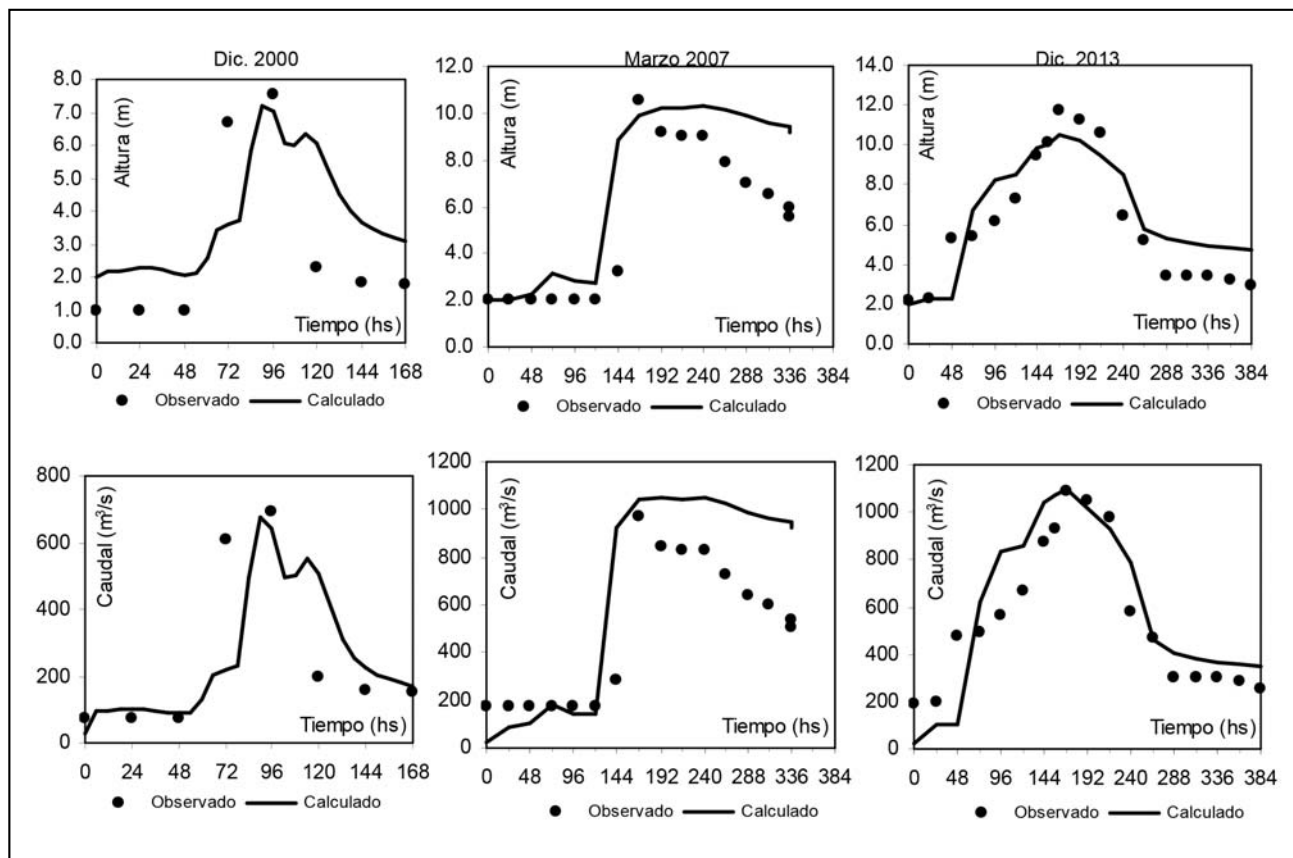 Dic. 2000
8.0
7.0
6.0
5.0
4.0
3.0
2.0
1.0
0.0
Altura (m)
Tiempo (hs)
0 24 48 72 96 120 144 168
Observado Calculado
Marzo 2007
12.0
10.0
8.0
6.0
4.0
2.0
0.0
Altura (m)
Tiempo (hs)
0 48 96 144 192 240 288 336 384
Observado Calculado
Dic. 2013
14.0
12.0
10.0
8.0
6.0
4.0
2.0
0.0
Altura (m)
Tiempo (hs)
0 48 96 144 192 240 288 336 384
Observado Calculado
800
600
400
200
0
Caudal (m³/s)
Tiempo (hs)
0 24 48 72 96 120 144 168
Observado Calculado
1200
1000
800
600
400
200
0
Caudal (m³/s)
Tiempo (hs)
0 48 96 144 192 240 288 336 384
Observado Calculado
1200
1000
800
600
400
200
0
Caudal (m³/s)
Tiempo (hs)
0 48 96 144 192 240 288 336 384
Observado Calculado